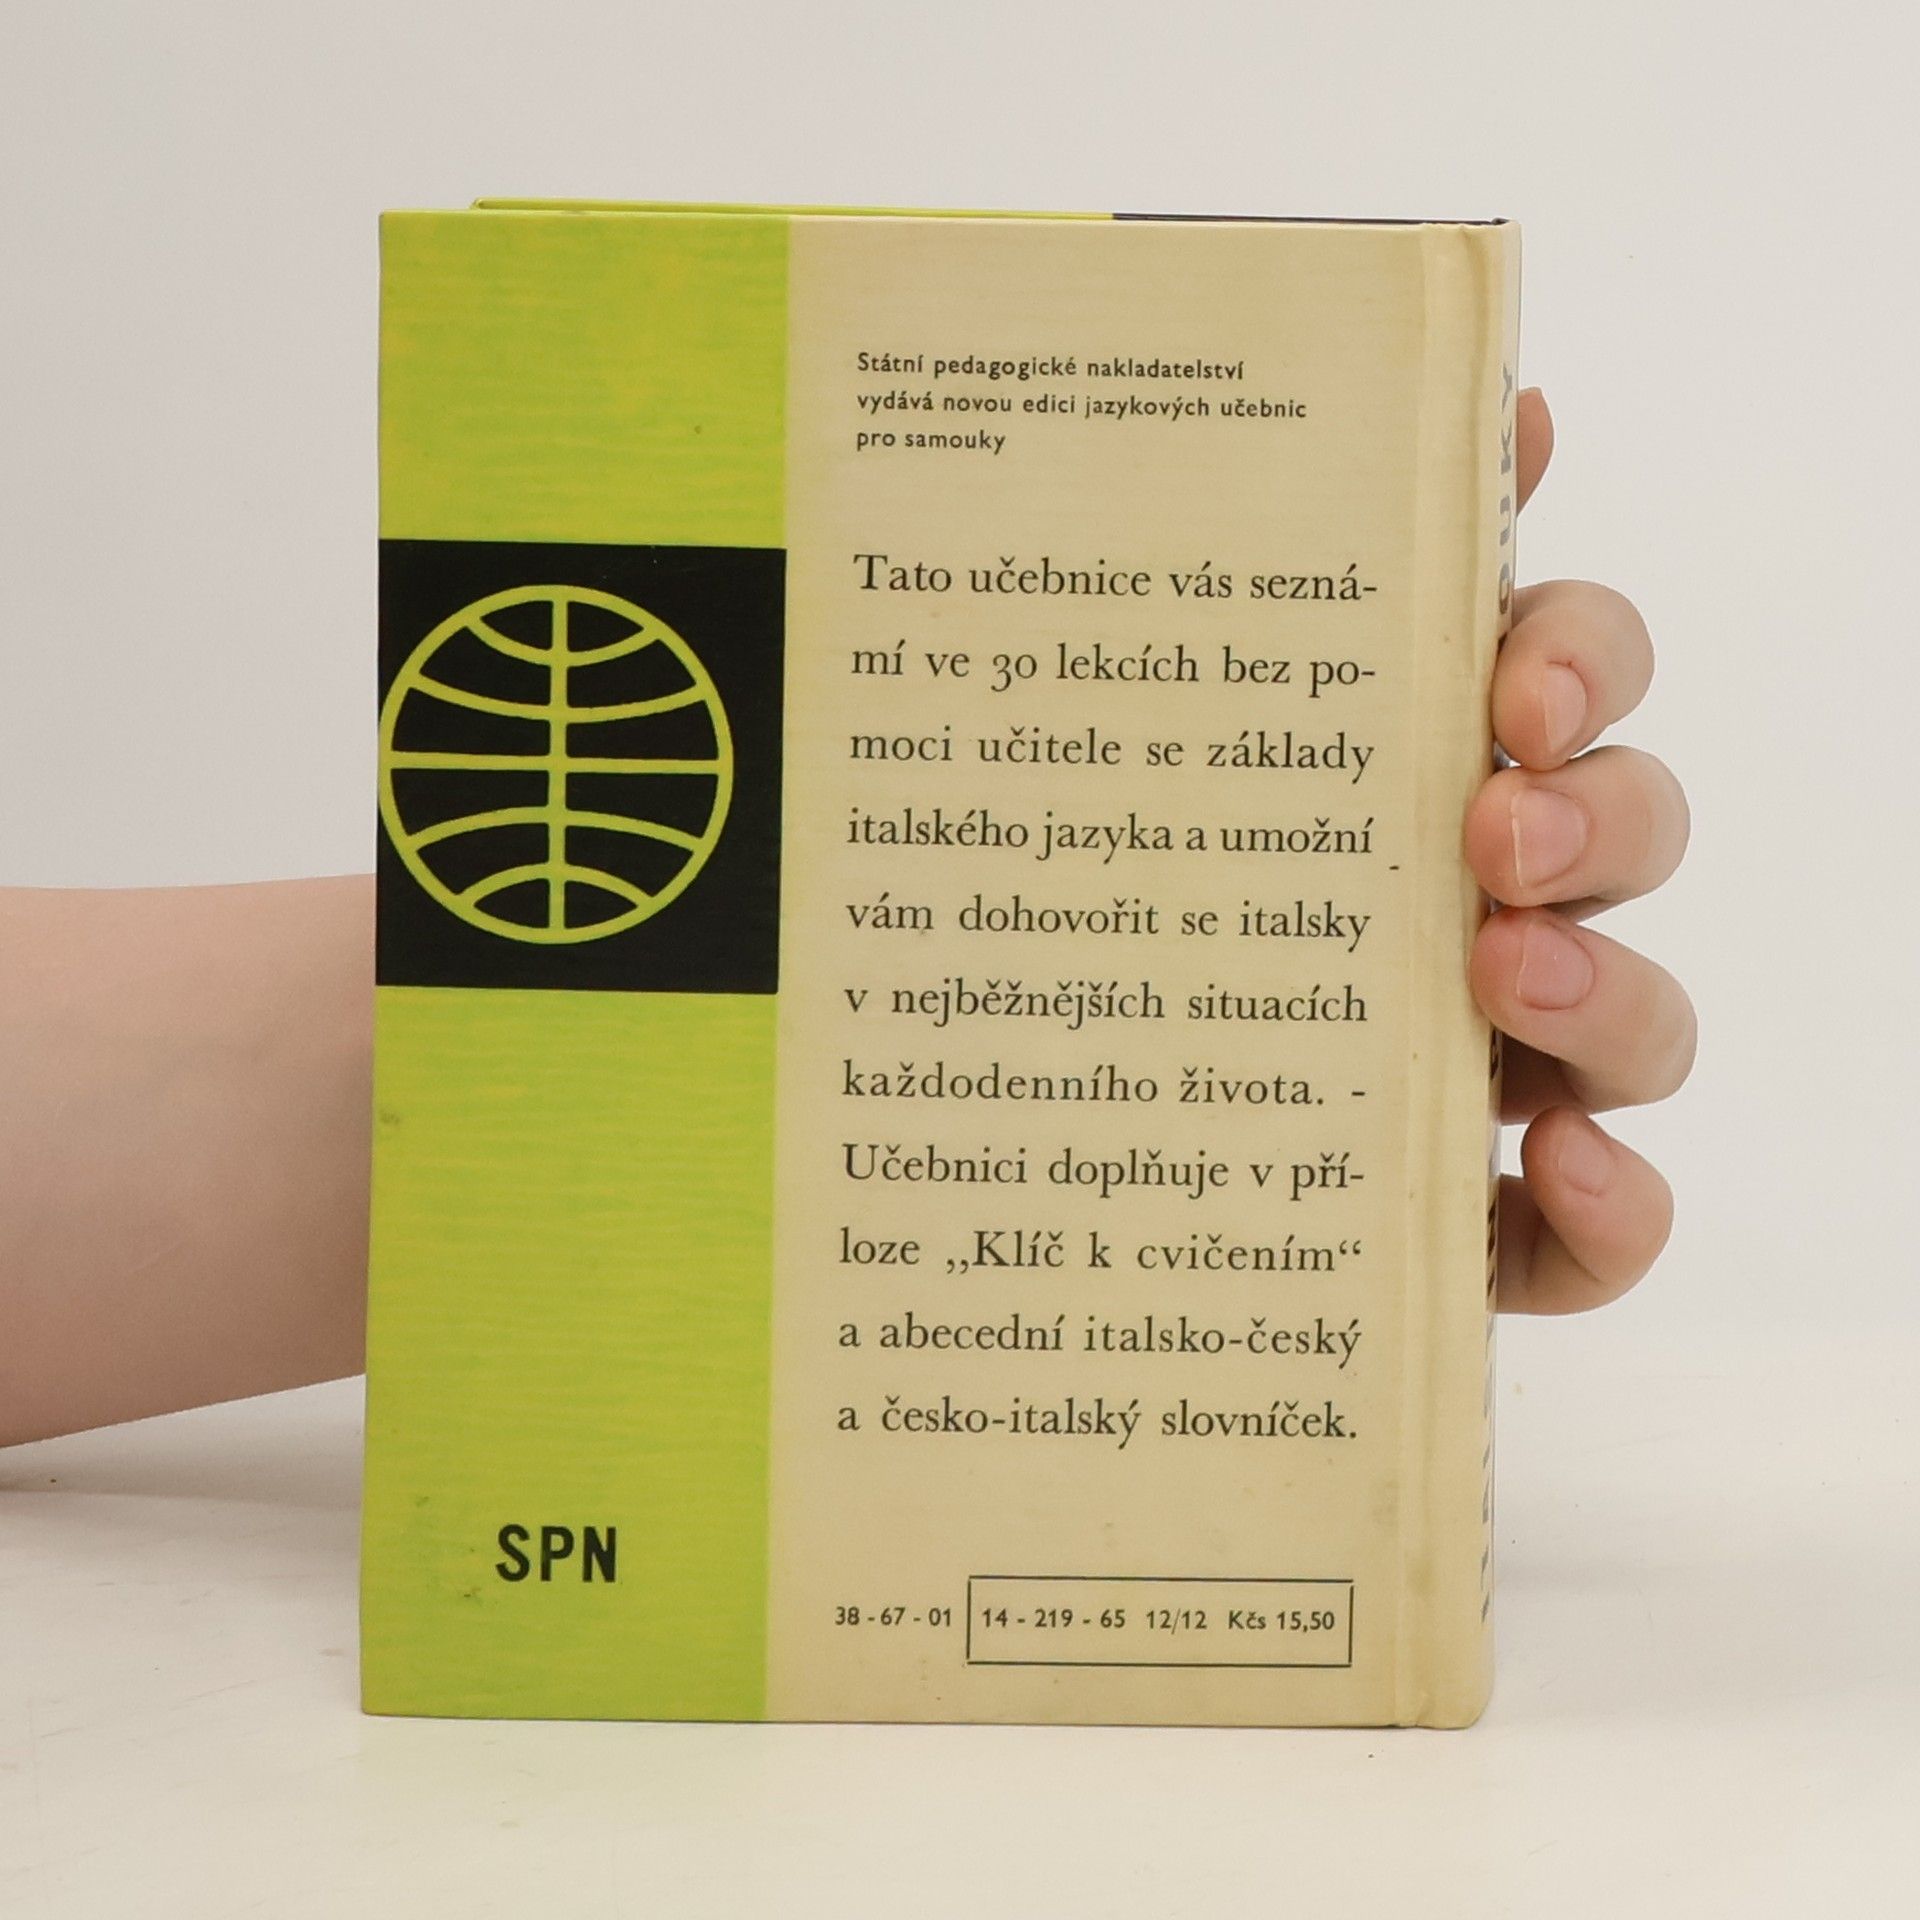 Státní pedagogické nakladatelství
vydává novou edici jazykových učebnic
pro samouky
Tato učebnice vás sezná-
mí ve 30 lekcích bez po-
moci učitele se základy
italského jazyka a umožní
vám dohovořit se italsky
v nejběžnějších situacích
každodenního života. -
Učebnici doplňuje v pří-
loze „Klíč k cvičením“
a abecední italsko-český
a česko-italský slovníček.
SPN
38 - 67 - 01 14 - 219 - 65 12/12 Kčs 15,50